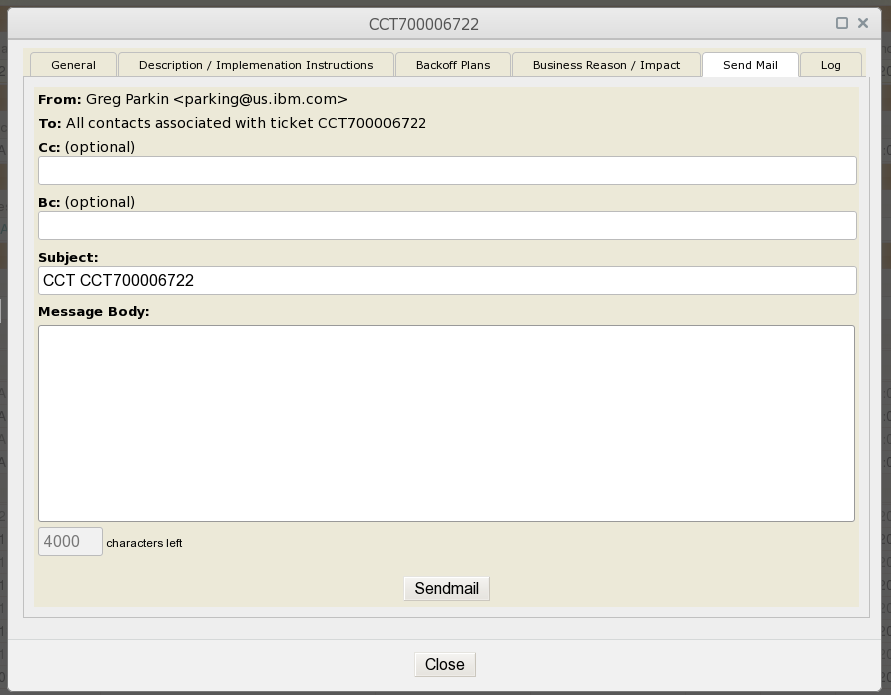 CCT700006722
General Description / Implemenation Instructions Backoff Plans Business Reason / Impact Send Mail Log
From: Greg Parkin <parking@us.ibm.com>
To: All contacts associated with ticket CCT700006722
Cc: (optional)
Bc: (optional)
Subject:
CCT CCT700006722
Message Body:
4000 characters left
Sendmail
Close